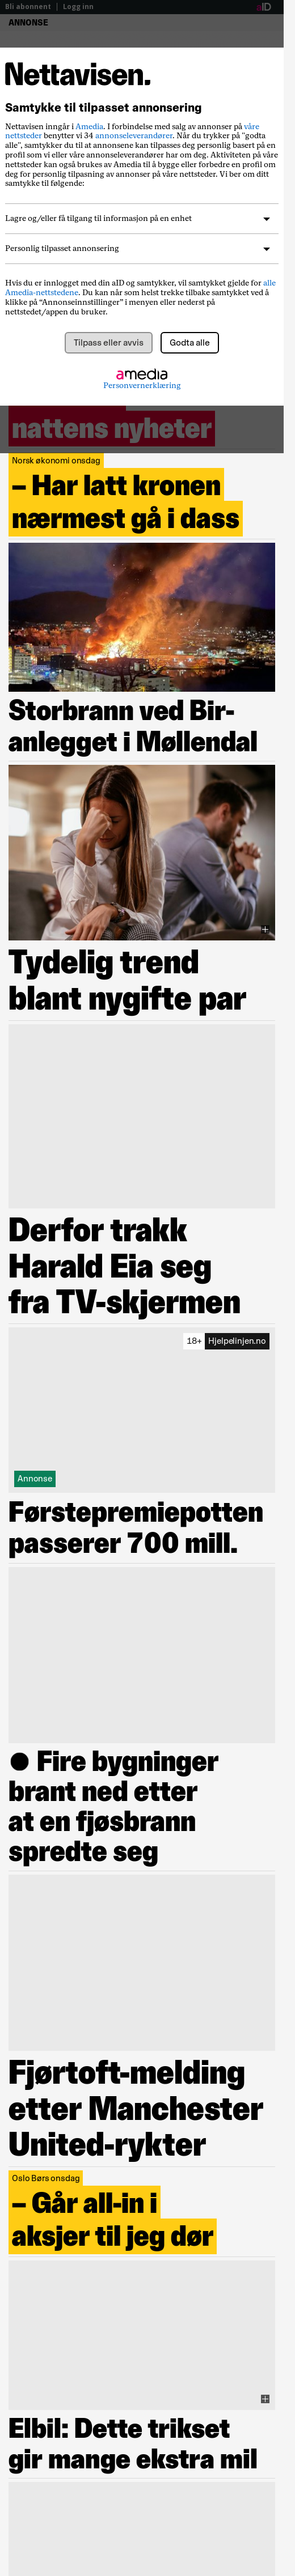 Bli abonnent | Logg inn
aID
ANNONSE
Nettavisen.
Samtykke til tilpasset annonsering
Nettavisen inngår i Amedia. I forbindelse med salg av annonser på våre
nettsteder benytter vi 34 annonseleverandører. Når du trykker på "godta
alle", samtykker du til at annonsene kan tilpasses deg personlig basert på en
profil som vi eller våre annonseleverandører har om deg. Aktiviteten på våre
nettsteder kan også brukes av Amedia til å bygge eller forbedre en profil om
deg for personlig tilpasning av annonser på våre nettsteder. Vi ber om ditt
samtykke til følgende:
Lagre og/eller få tilgang til informasjon på en enhet
Personlig tilpasset annonsering
Hvis du er innlogget med din aID og samtykker, vil samtykket gjelde for alle
Amedia-nettstedene. Du kan når som helst trekke tilbake samtykket ved å
klikke på “Annonseinnstillinger” i menyen eller nederst på
nettstedet/appen du bruker.
Tilpass eller avvis
Godta alle
amedia
Personvernerklæring
nattens nyheter
Norsk økonomi onsdag
– Har latt kronen
nærmest gå i dass
Storbrann ved Bir-
anlegget i Møllendal
Tydelig trend
blant nygifte par
Derfor trakk
Harald Eia seg
fra TV-skjermen
18+ Hjelpelinjen.no
Annonse
Førstepremiepotten
passerer 700 mill.
● Fire bygninger
brant ned etter
at en fjøsbrann
spredte seg
Fjørtoft-melding
etter Manchester
United-rykter
Oslo Børs onsdag
– Går all-in i
aksjer til jeg dør
Elbil: Dette trikset
gir mange ekstra mil